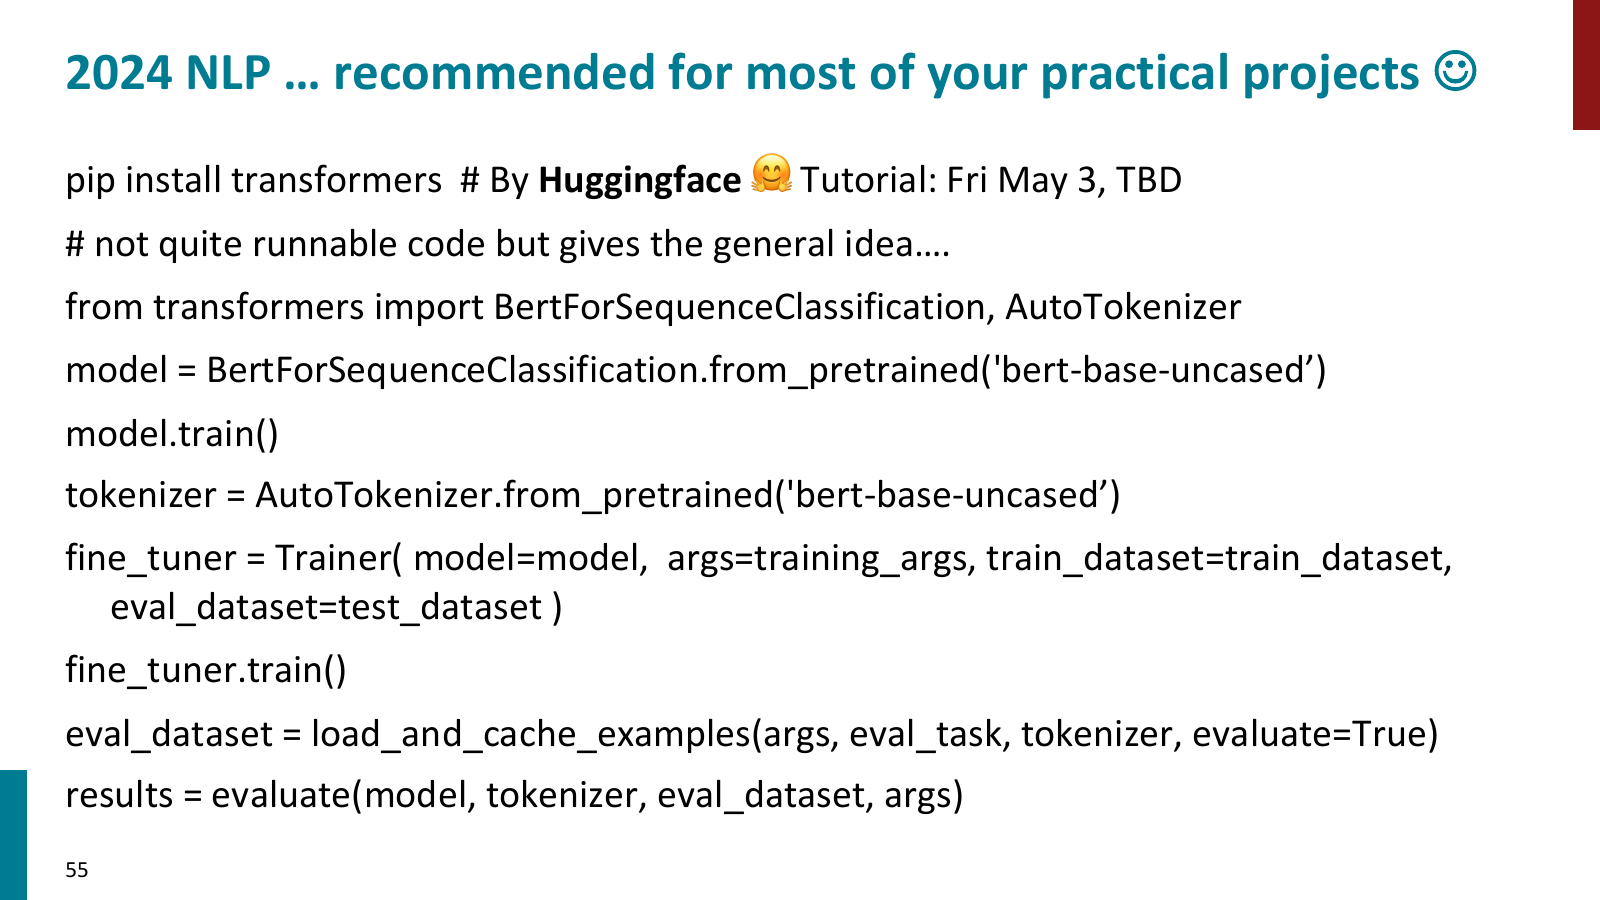 2024 NLP … recommended for most of your practical projects ☺
pip install transformers  # By Huggingface 🤗 Tutorial: Fri May 3, TBD
# not quite runnable code but gives the general idea….
from transformers import BertForSequenceClassification, AutoTokenizer
model = BertForSequenceClassification.from_pretrained('bert-base-uncased’)
model.train()
tokenizer = AutoTokenizer.from_pretrained('bert-base-uncased’)
fine_tuner = Trainer( model=model,  args=training_args, train_dataset=train_dataset,
eval_dataset=test_dataset )
fine_tuner.train()
eval_dataset = load_and_cache_examples(args, eval_task, tokenizer, evaluate=True)
results = evaluate(model, tokenizer, eval_dataset, args)
55